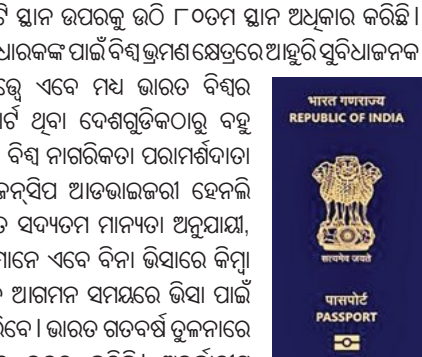 ଟି ସ୍ଥାନ ଉପରକୁ ଉଠି ୮୦ତମ ସ୍ଥାନ ଅଧିକାର କରିଛି।
ଧାରକଙ୍କ ପାଇଁ ବିଶ୍ୱ ଭ୍ରମଣ କ୍ଷେତ୍ରରେ ଆହୁରି ସୁବିଧାଜନକ
ଏବେ ମଧ୍ୟ ଭାରତ ବିଶ୍ୱର
ପୋର୍ଟ ଥିବା ଦେଶଗୁଡିକଠାରୁ ବହୁ
ବିଶ୍ୱ ନାଗରିକତା ପରାମର୍ଶଦାତା
ଜନ୍‌ସିପ ଆଡଭାଇଜରୀ ହେନଲି
ସଦ୍ୟତମ ମାନ୍ୟତା ଅନୁଯାୟୀ,
ମାନେ ଏବେ ବିନା ଭିସାରେ କିମ୍ବା
ଆଗମନ ସମୟରେ ଭିସା ପାଇଁ
ରିବେ। ଭାରତ ଗତବର୍ଷ ତୁଳନାରେ
भारत गणराज्य
REPUBLIC OF INDIA
सत्यमेव जयते
पासपोर्ट
PASSPORT